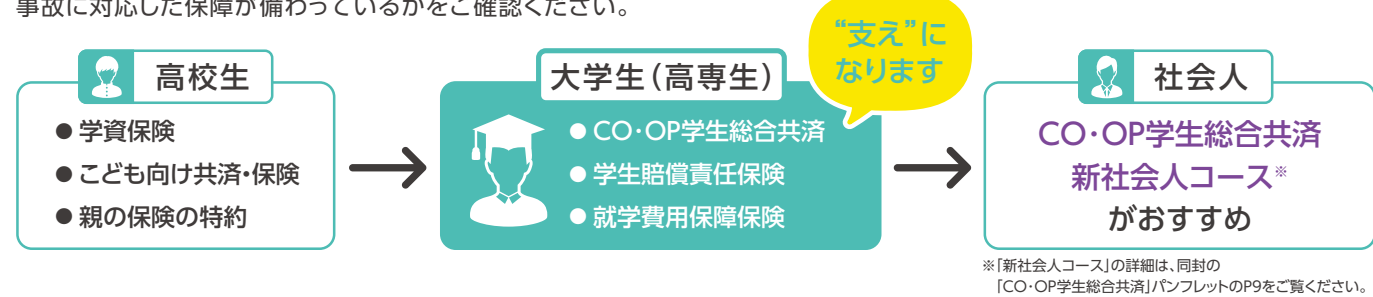 事故に対応した保障が備わっているかをご確認ください。
高校生
● 学資保険
● こども向け共済・保険
● 親の保険の特約
大学生（高専生）
“支え”に
なります
● CO・OP学生総合共済
● 学生賠償責任保険
● 就学費用保障保険
社会人
CO・OP学生総合共済
新社会人コース※
がおすすめ
※「新社会人コース」の詳細は、同封の
「CO・OP学生総合共済」パンフレットのP9をご覧ください。